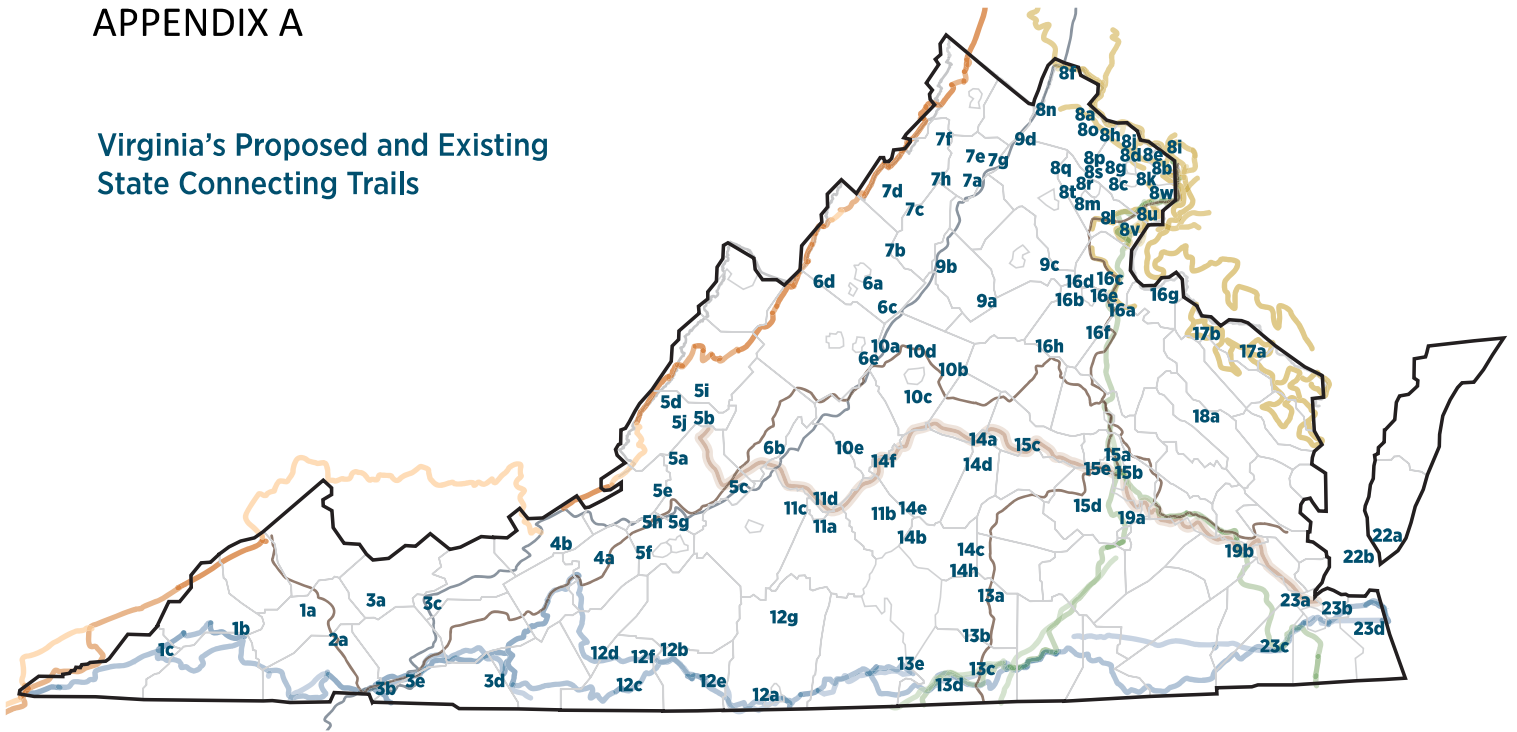 APPENDIX A
Virginia's Proposed and Existing
State Connecting Trails
8f
8n
8a
8o
8h
8j
8i
9d
7f
7e
7g
8p
8d
8e
8q
8s
8g
8b
7h
7a
8r
8c
8k
7d
8t
8w
7c
8m
8l
8u
8v
7b
9b
9c
6d
6a
16d
16c
6c
9a
16b
16e
16g
16a
16f
17b
10a
10d
16h
17a
6e
10b
5i
10c
5d
5j
5b
18a
6b
10e
14a
15c
5a
14f
14d
15a
15e
15b
5e
5c
11d
11c
11a
11b
14e
15d
19a
5h
5g
14b
22a
4b
4a
5f
14c
19b
22b
14h
1a
3a
3c
13a
23a
23b
12g
1b
2a
13b
23d
1c
12d
12f
12b
23c
13e
13c
3b
3e
3d
12c
12e
12a
13d